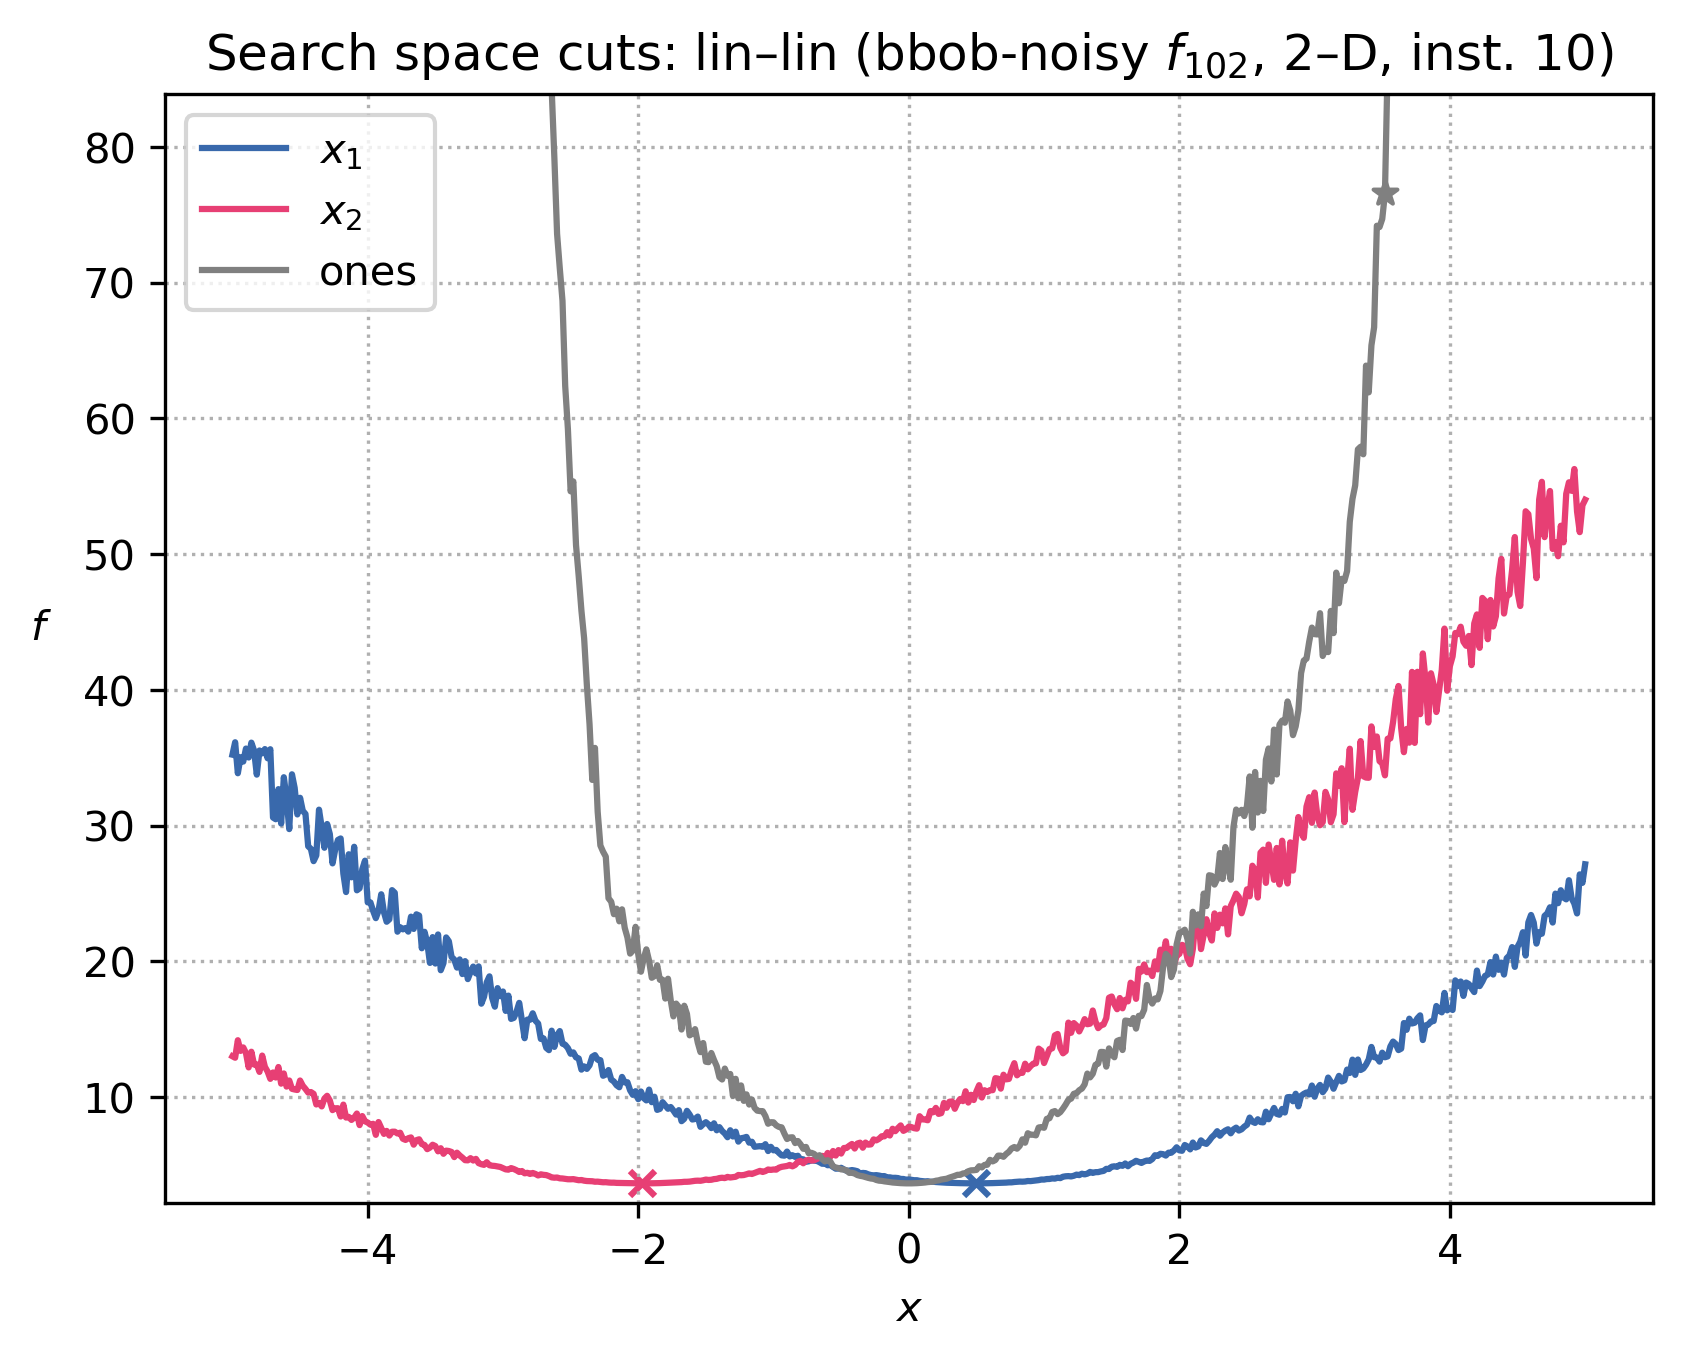 Search space cuts: lin–lin (bbob-noisy f₁₀₂, 2–D, inst. 10)
x₁
x₂
ones
80
70
60
50
40
30
20
10
f
−4
−2
0
2
4
x